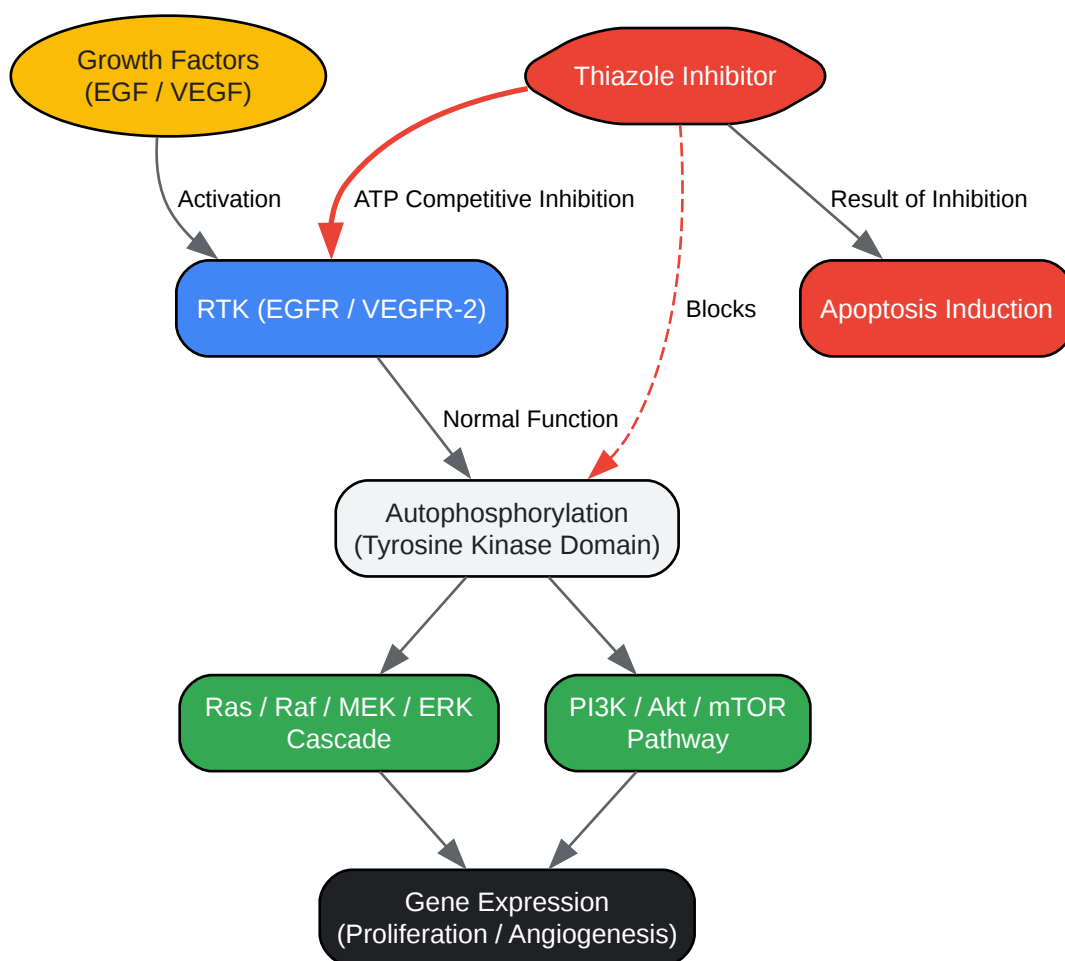 Growth Factors
(EGF / VEGF)
Thiazole Inhibitor
Activation
ATP Competitive Inhibition
Result of Inhibition
RTK (EGFR / VEGFR-2)
Blocks
Apoptosis Induction
Normal Function
Autophosphorylation
(Tyrosine Kinase Domain)
Ras / Raf / MEK / ERK
Cascade
PI3K / Akt / mTOR
Pathway
Gene Expression
(Proliferation / Angiogenesis)